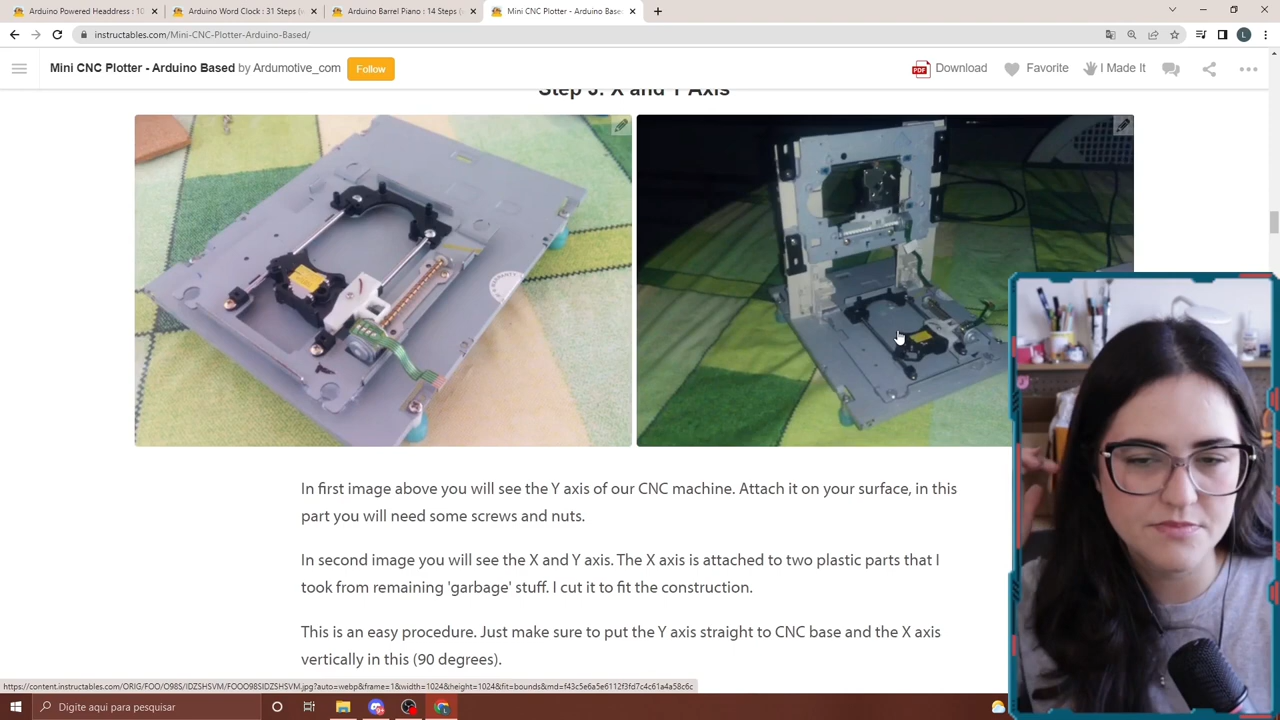 Arduino Powered Headdress : 10
Arduino Word Clock : 31 Steps (w
Arduino Barrel Piano : 14 Steps (w
Mini CNC Plotter - Arduino Base
instructables.com/Mini-CNC-Plotter-Arduino-Based/
L
Mini CNC Plotter - Arduino Based by Ardumotive_com
Follow
PDF
Download
Favorite
I Made It
Step 3: X and Y Axis
In first image above you will see the Y axis of our CNC machine. Attach it on your surface, in this
part you will need some screws and nuts.
In second image you will see the X and Y axis. The X axis is attached to two plastic parts that I
took from remaining 'garbage' stuff. I cut it to fit the construction.
This is an easy procedure. Just make sure to put the Y axis straight to CNC base and the X axis
vertically in this (90 degrees).
Digite aqui para pesquisar